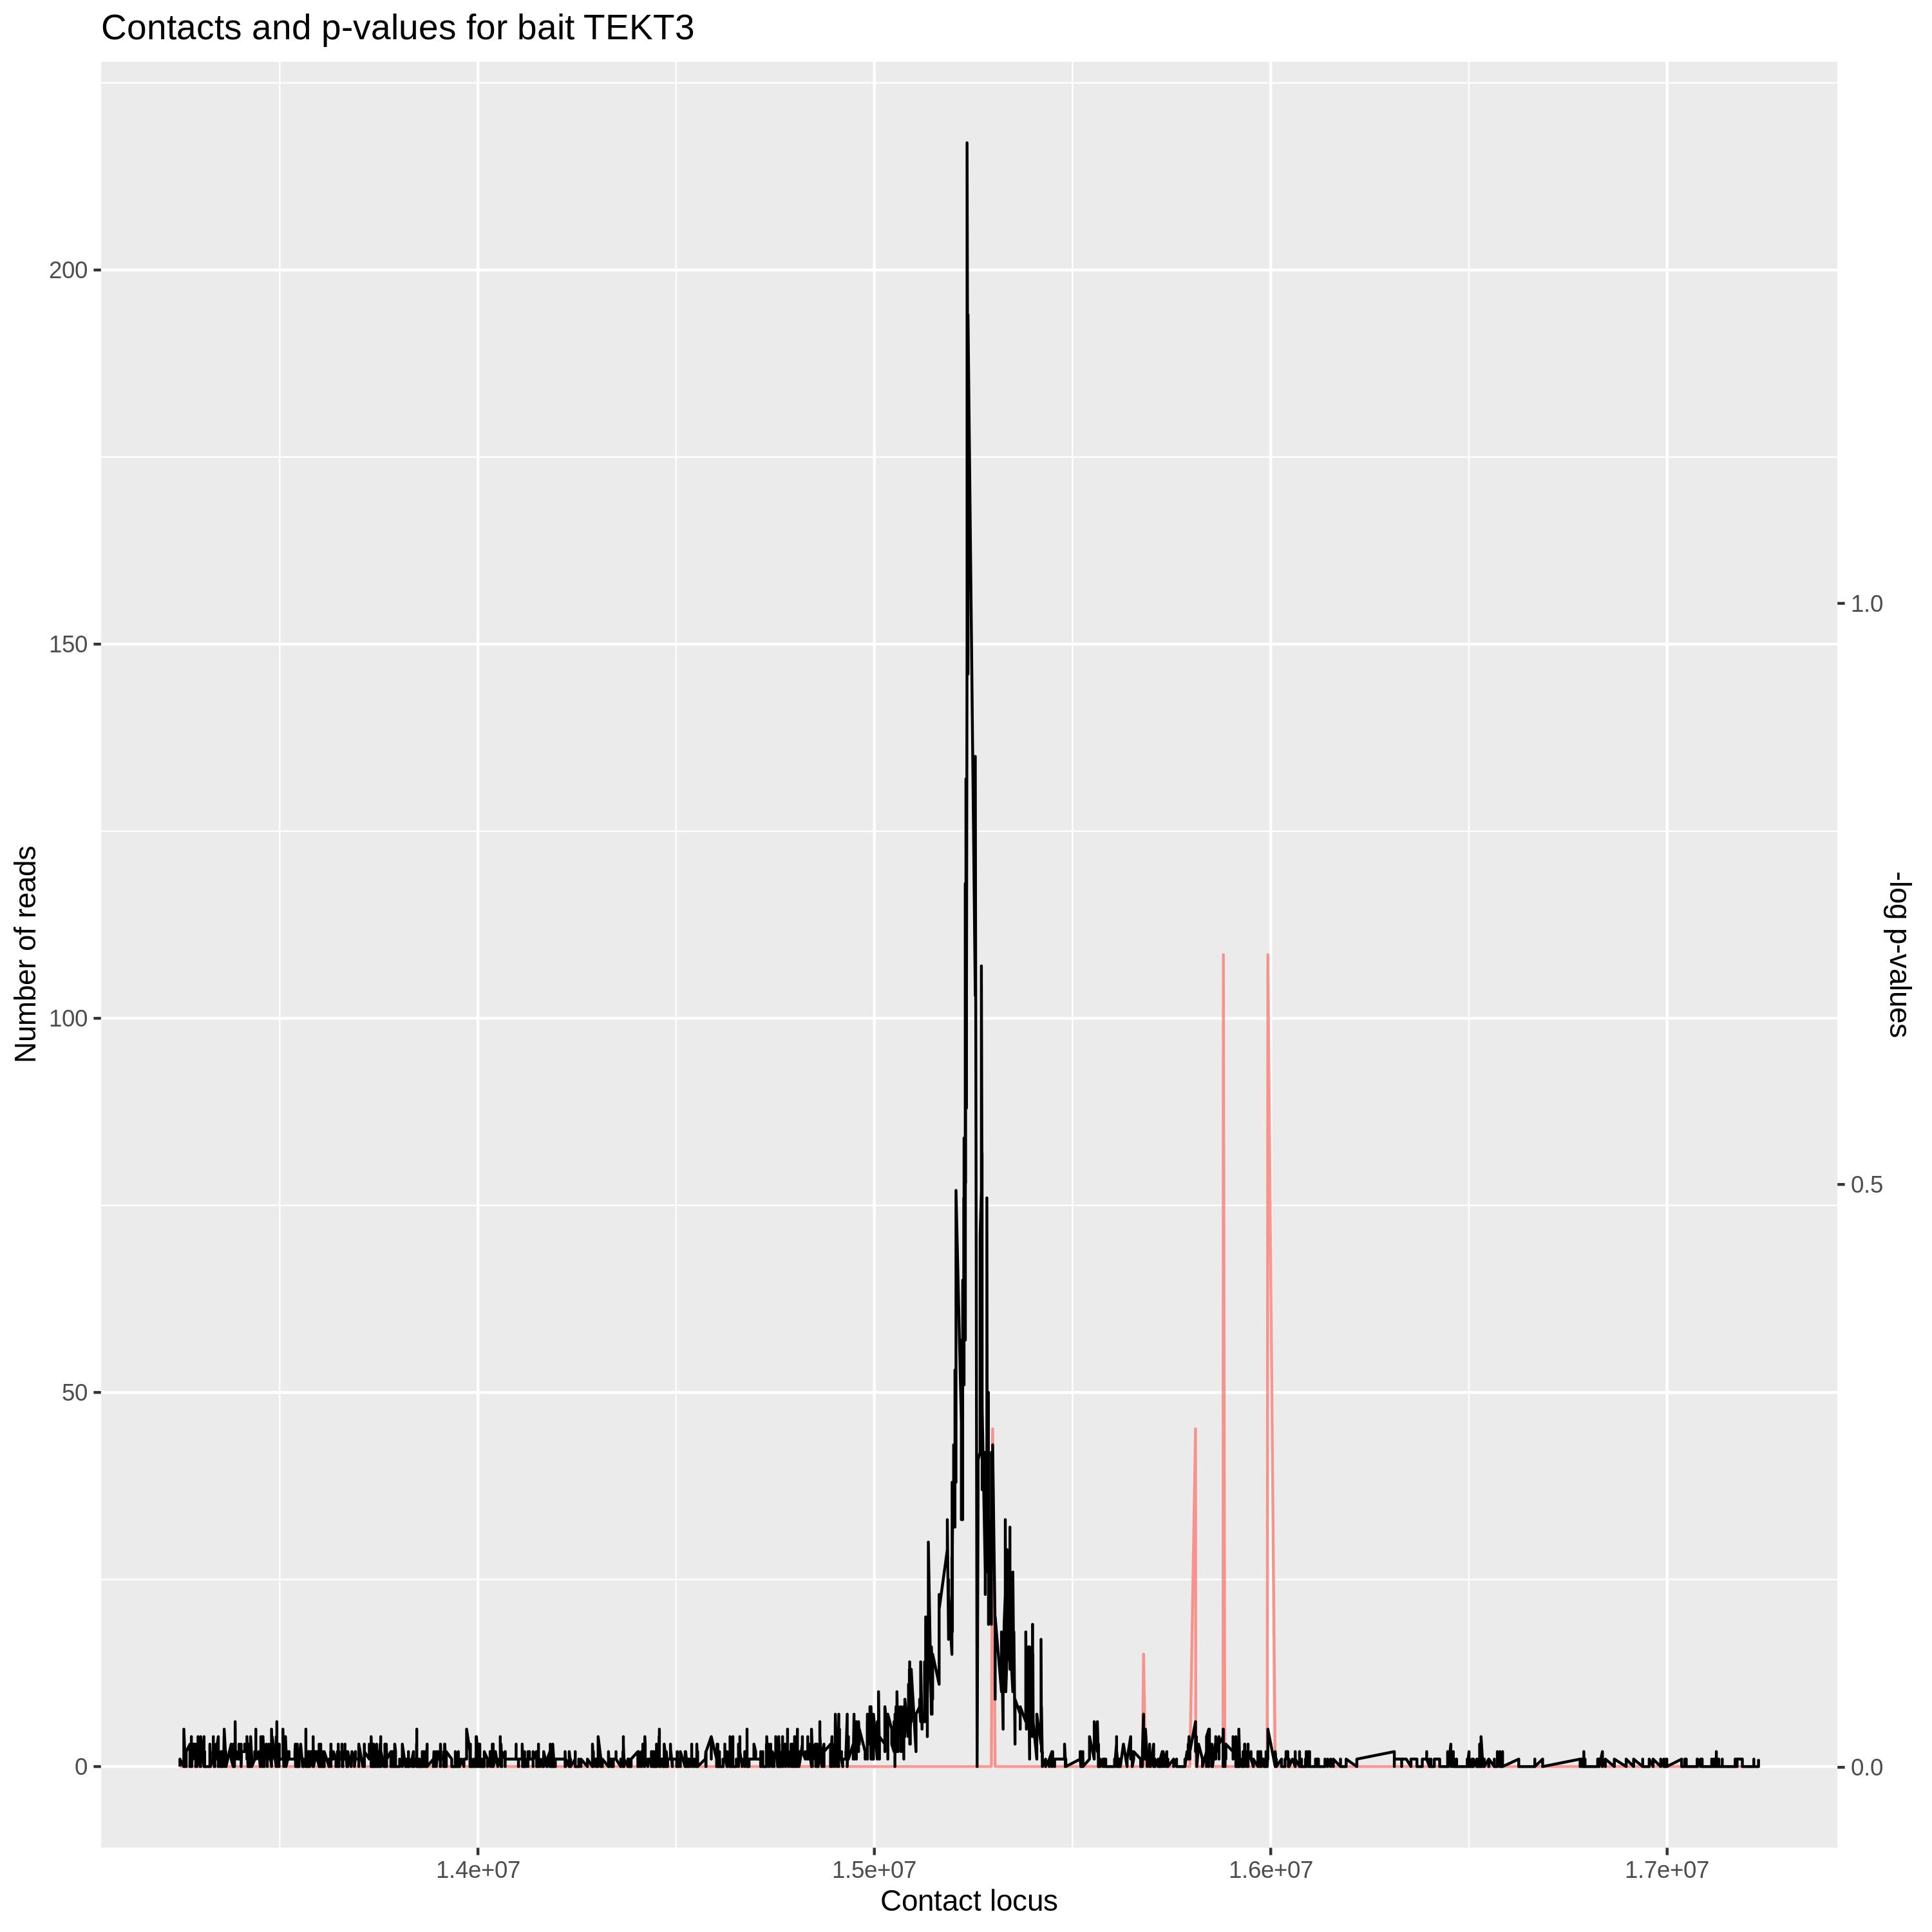 Contacts and p-values for bait TEKT3
200
150
100
50
0
Number of reads
1.0
0.5
0.0
-log p-values
1.4e+07
1.5e+07
1.6e+07
1.7e+07
Contact locus